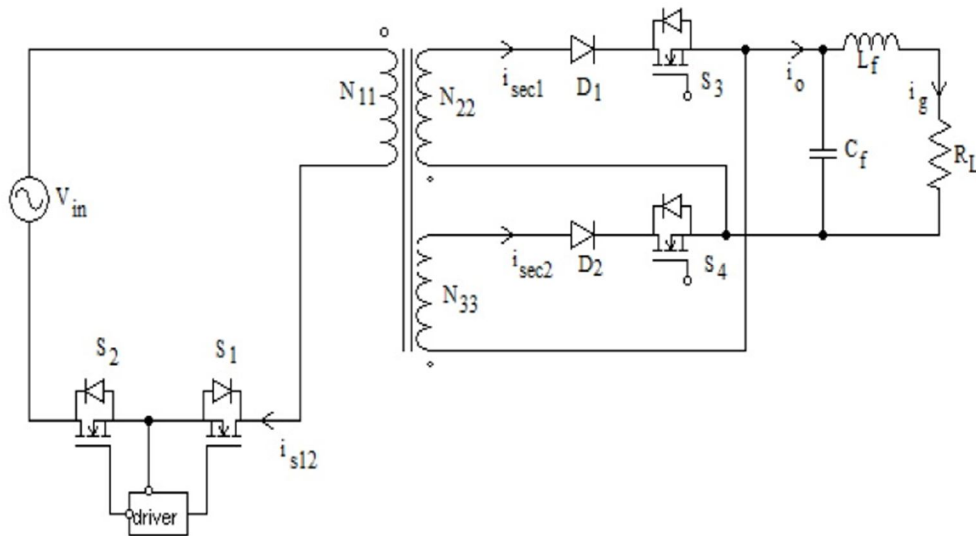 N11
N22
isec1
D1
S3
io
Lf
ig
RL
Cf
Vin
N33
isec2
D2
S4
S2
S1
is12
driver